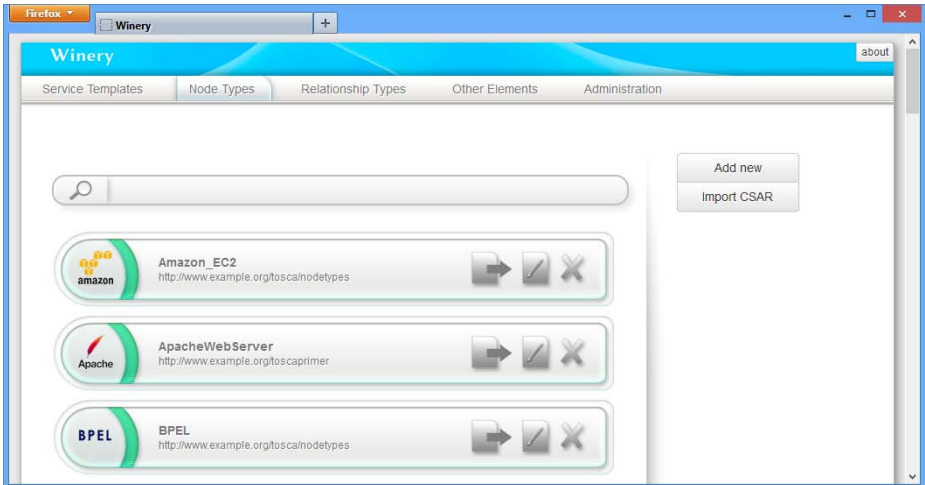 Firefox
Winery
+
Winery
about
Service Templates Node Types Relationship Types Other Elements Administration
Add new
Import CSAR
amazon
Amazon_EC2
http://www.example.org/tosca/nodetypes
Apache
ApacheWebServer
http://www.example.org/toscaprimer
BPEL
BPEL
http://www.example.org/tosca/nodetypes